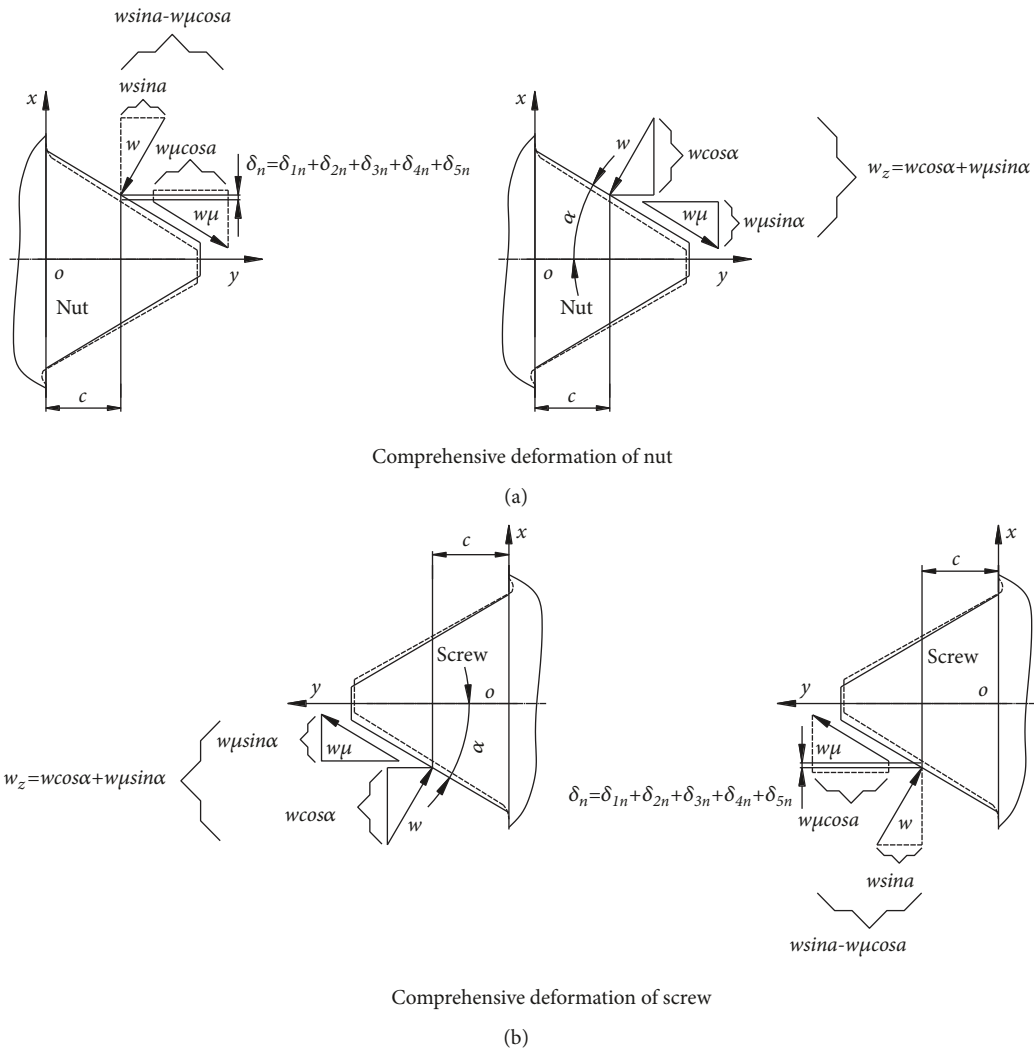 wsina-wμcosa
wsina
x
w
wμcosa
δn=δ1n+δ2n+δ3n+δ4n+δ5n
wμ
o
y
Nut
c
x
w
wcosα
wz=wcosα+wμsinα
α
wμ
wμsinα
o
y
Nut
c
Comprehensive deformation of nut
(a)
c
x
Screw
y
o
wμsinα
wμ
α
wz=wcosα+wμsinα
wcosα
w
x
c
Screw
y
o
wμ
δn=δ1n+δ2n+δ3n+δ4n+δ5n
wμcosa
w
wsina
wsina-wμcosa
Comprehensive deformation of screw
(b)